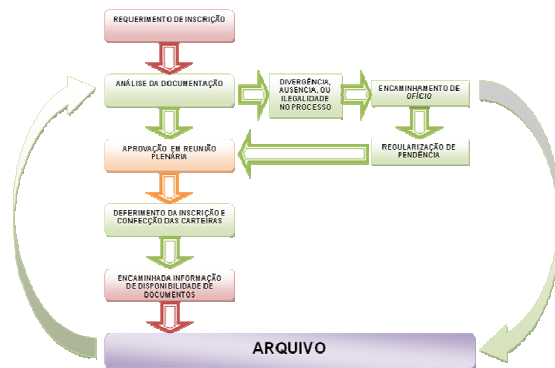 REQUERIMENTO DE INSCRIÇÃO
ANÁLISE DA DOCUMENTAÇÃO
DIVERGÊNCIA,
AUSENCIA, OU
ILEGALIDADE
NO PROCESSO
ENCAMINHAMENTO DE
OFÍCIO
APROVAÇÃO EM REUNIÃO
PLENÁRIA
REGULARIZAÇÃO DE
PENDÊNCIA
DEFERIMENTO DA INSCRIÇÃO E
CONFECÇÃO DAS CARTEIRAS
ENCAMINHADA INFORMAÇÃO
DE DISPONIBILIDADE DE
DOCUMENTOS
ARQUIVO